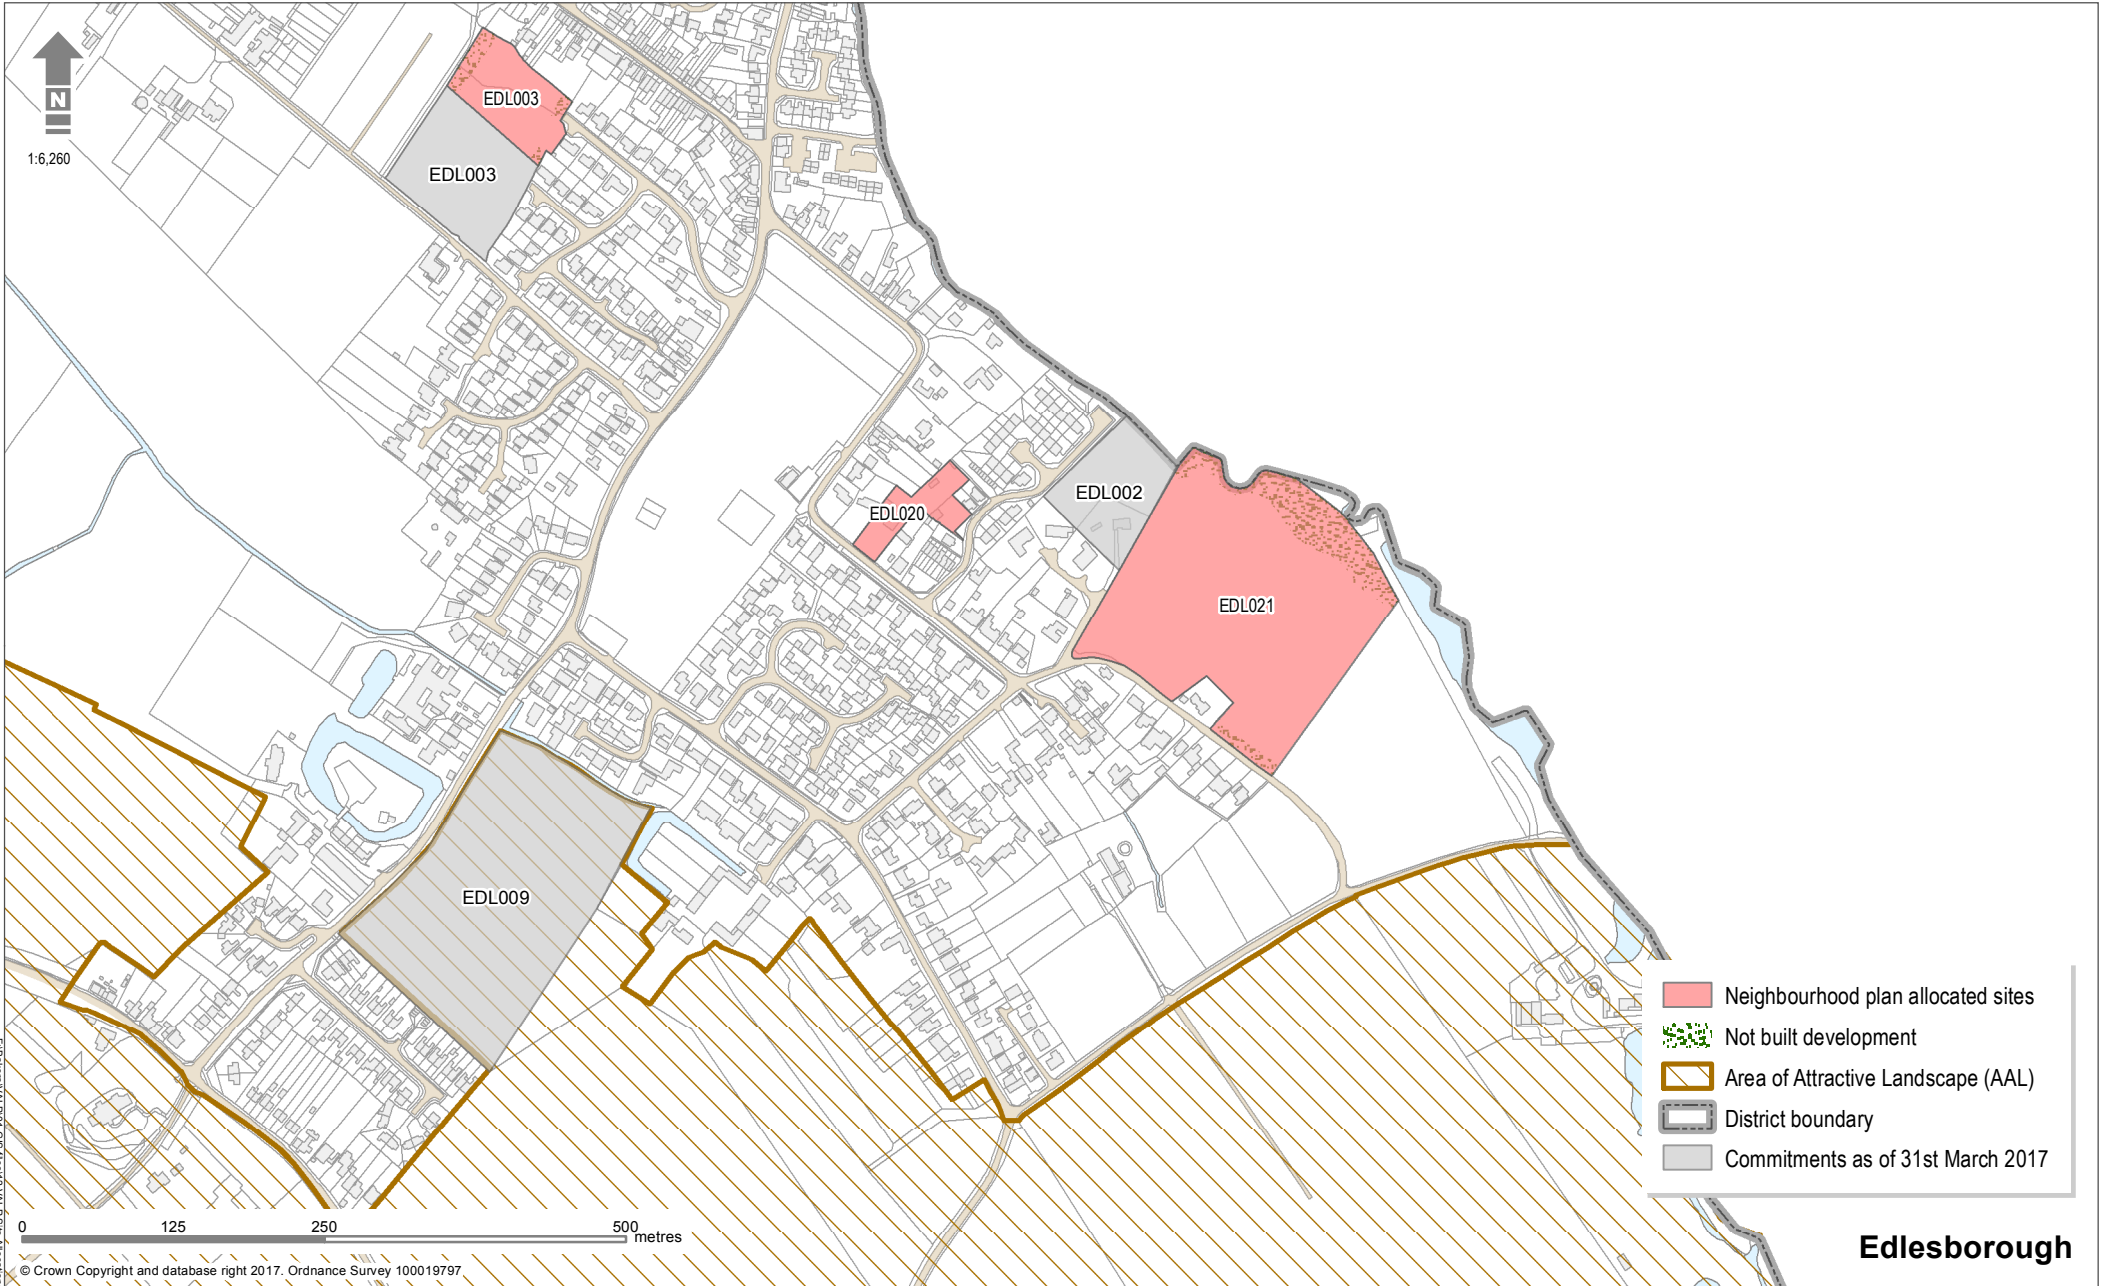 N
1:6,260
EDL003
EDL003
EDL002
EDL020
EDL021
EDL009
Neighbourhood plan allocated sites
Not built development
Area of Attractive Landscape (AAL)
District boundary
Commitments as of 31st March 2017
0 125 250 500 metres
Edlesborough
© Crown Copyright and database right 2017. Ordnance Survey 100019797